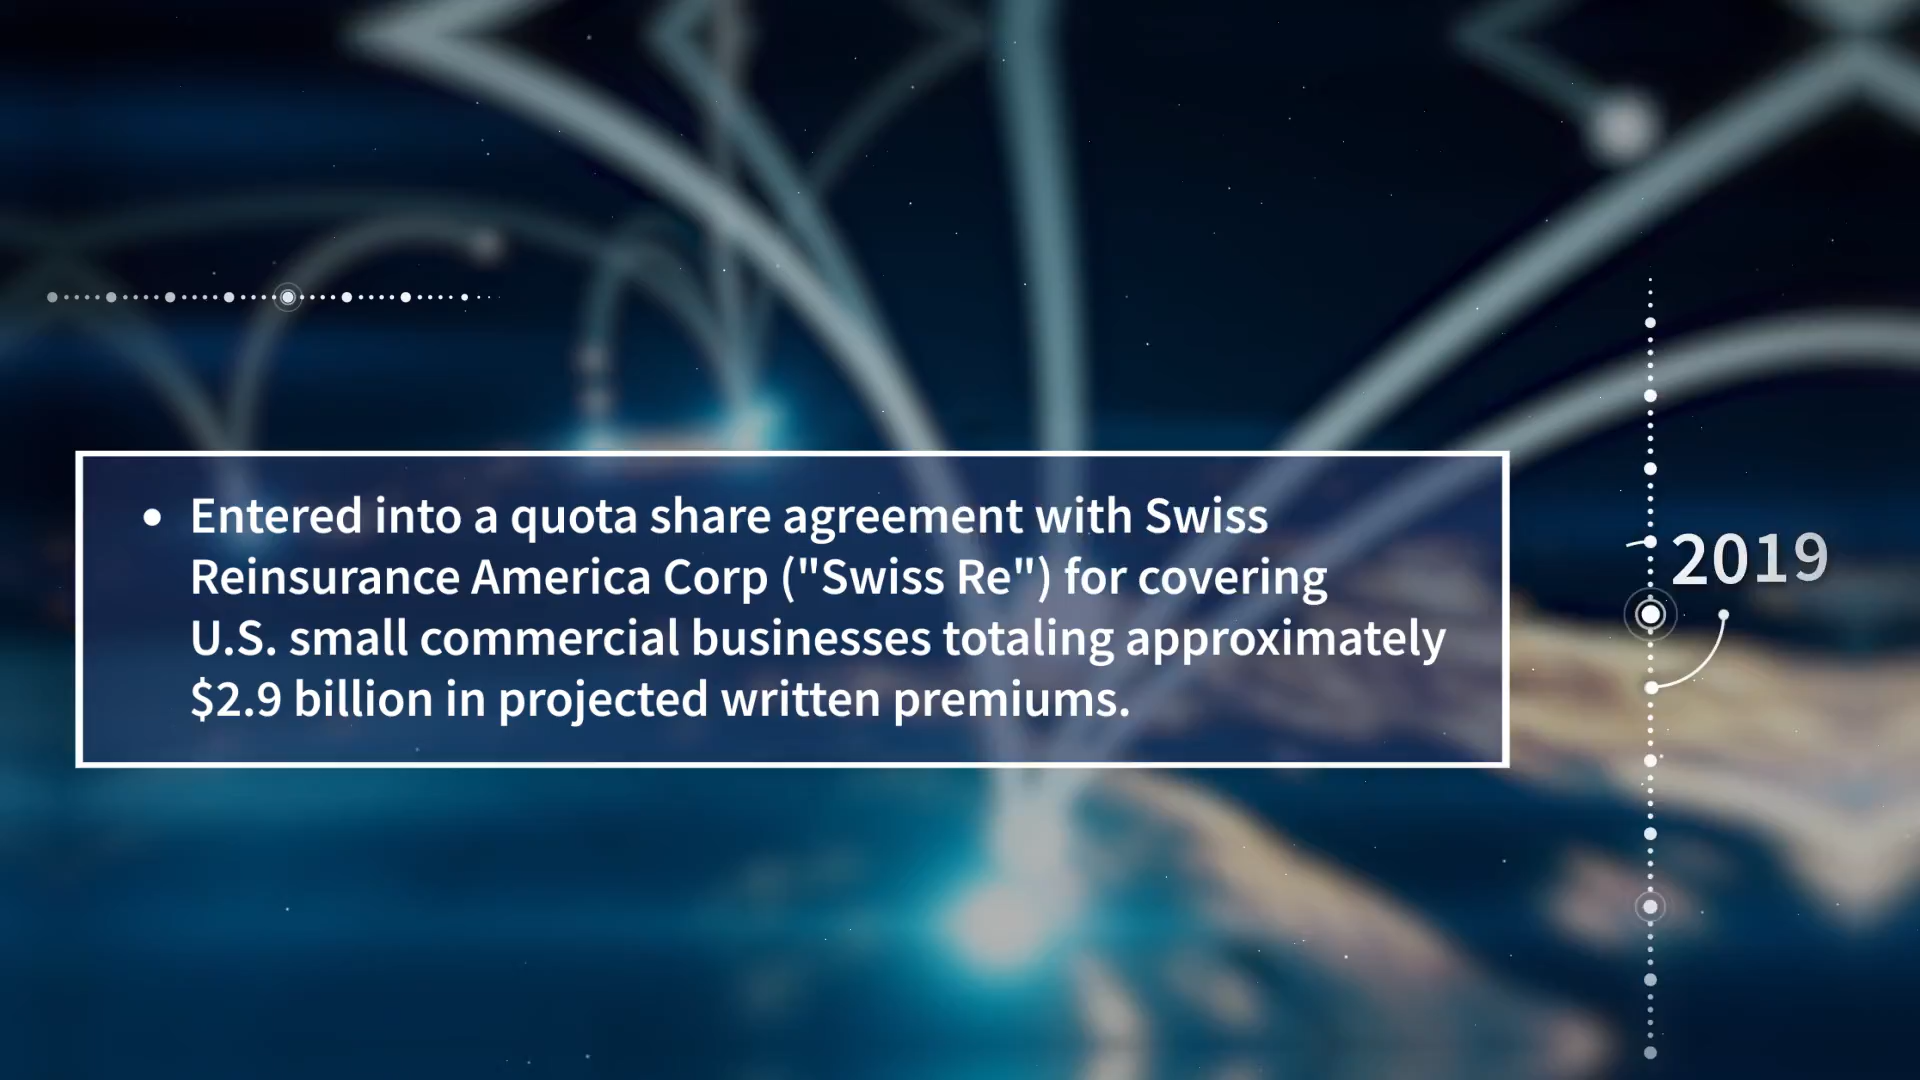 • Entered into a quota share agreement with Swiss
Reinsurance America Corp ("Swiss Re") for covering
U.S. small commercial businesses totaling approximately
$2.9 billion in projected written premiums.
2019